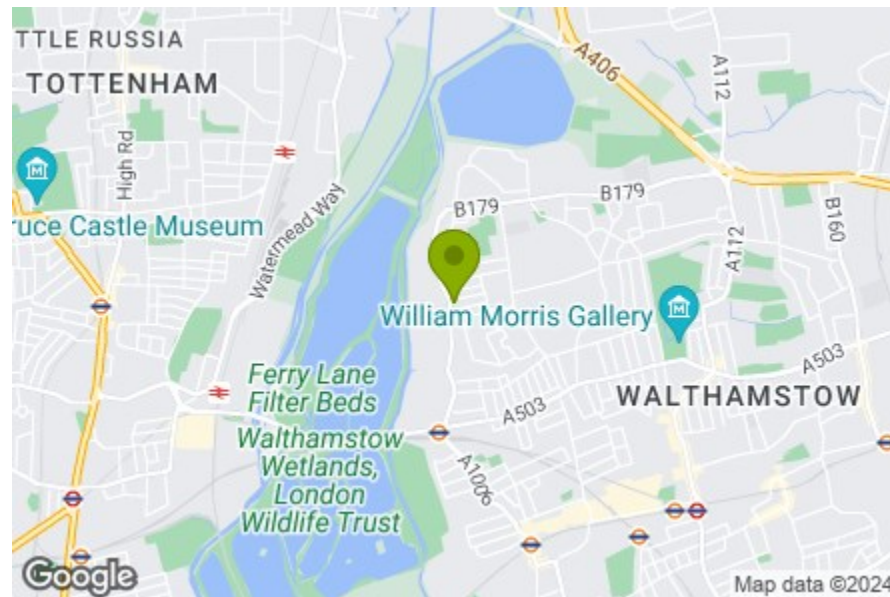 TTLE RUSSIA
TOTTENHAM
High Rd
ruce Castle Museum
Watermead Way
A406
A112
B179
B179
B160
A112
William Morris Gallery
M
M
A503
A503
WALTHAMSTOW
Ferry Lane
Filter Beds
Walthamstow
Wetlands,
London
Wildlife Trust
A1006
Google
Map data ©2024